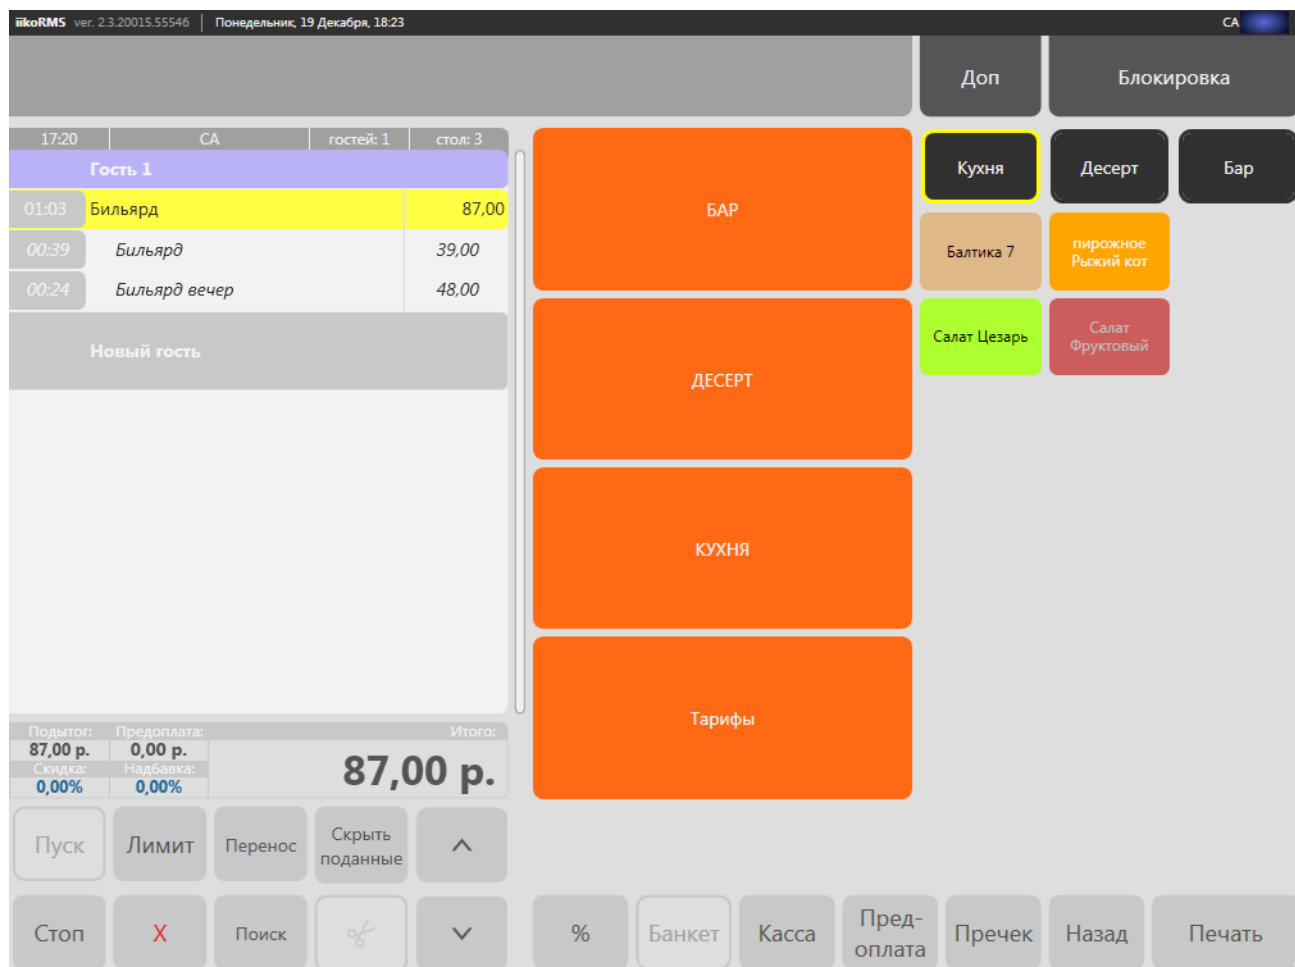 iikoRMS ver. 2.3.20015.55546 | Понедельник, 19 Декабря, 18:23 CA
Доп
Блокировка
17:20 CA гостей: 1 стол: 3
Гость 1
01:03 Бильярд 87,00
00:39 Бильярд 39,00
00:24 Бильярд вечер 48,00
Новый гость
БАР
ДЕСЕРТ
КУХНЯ
Тарифы
Кухня
Десерт
Бар
Балтика 7
пирожное
Рыжий кот
Салат Цезарь
Салат
Фруктовый
Подытог: Предоплата: Итого:
87,00 р. 0,00 р.
87,00 р.
Скидка: Надбавка:
0,00% 0,00%
Пуск
Лимит
Перенос
Скрыть
поданные
Стоп
X
Поиск
%
Банкет
Касса
Пред-
оплата
Пречек
Назад
Печать